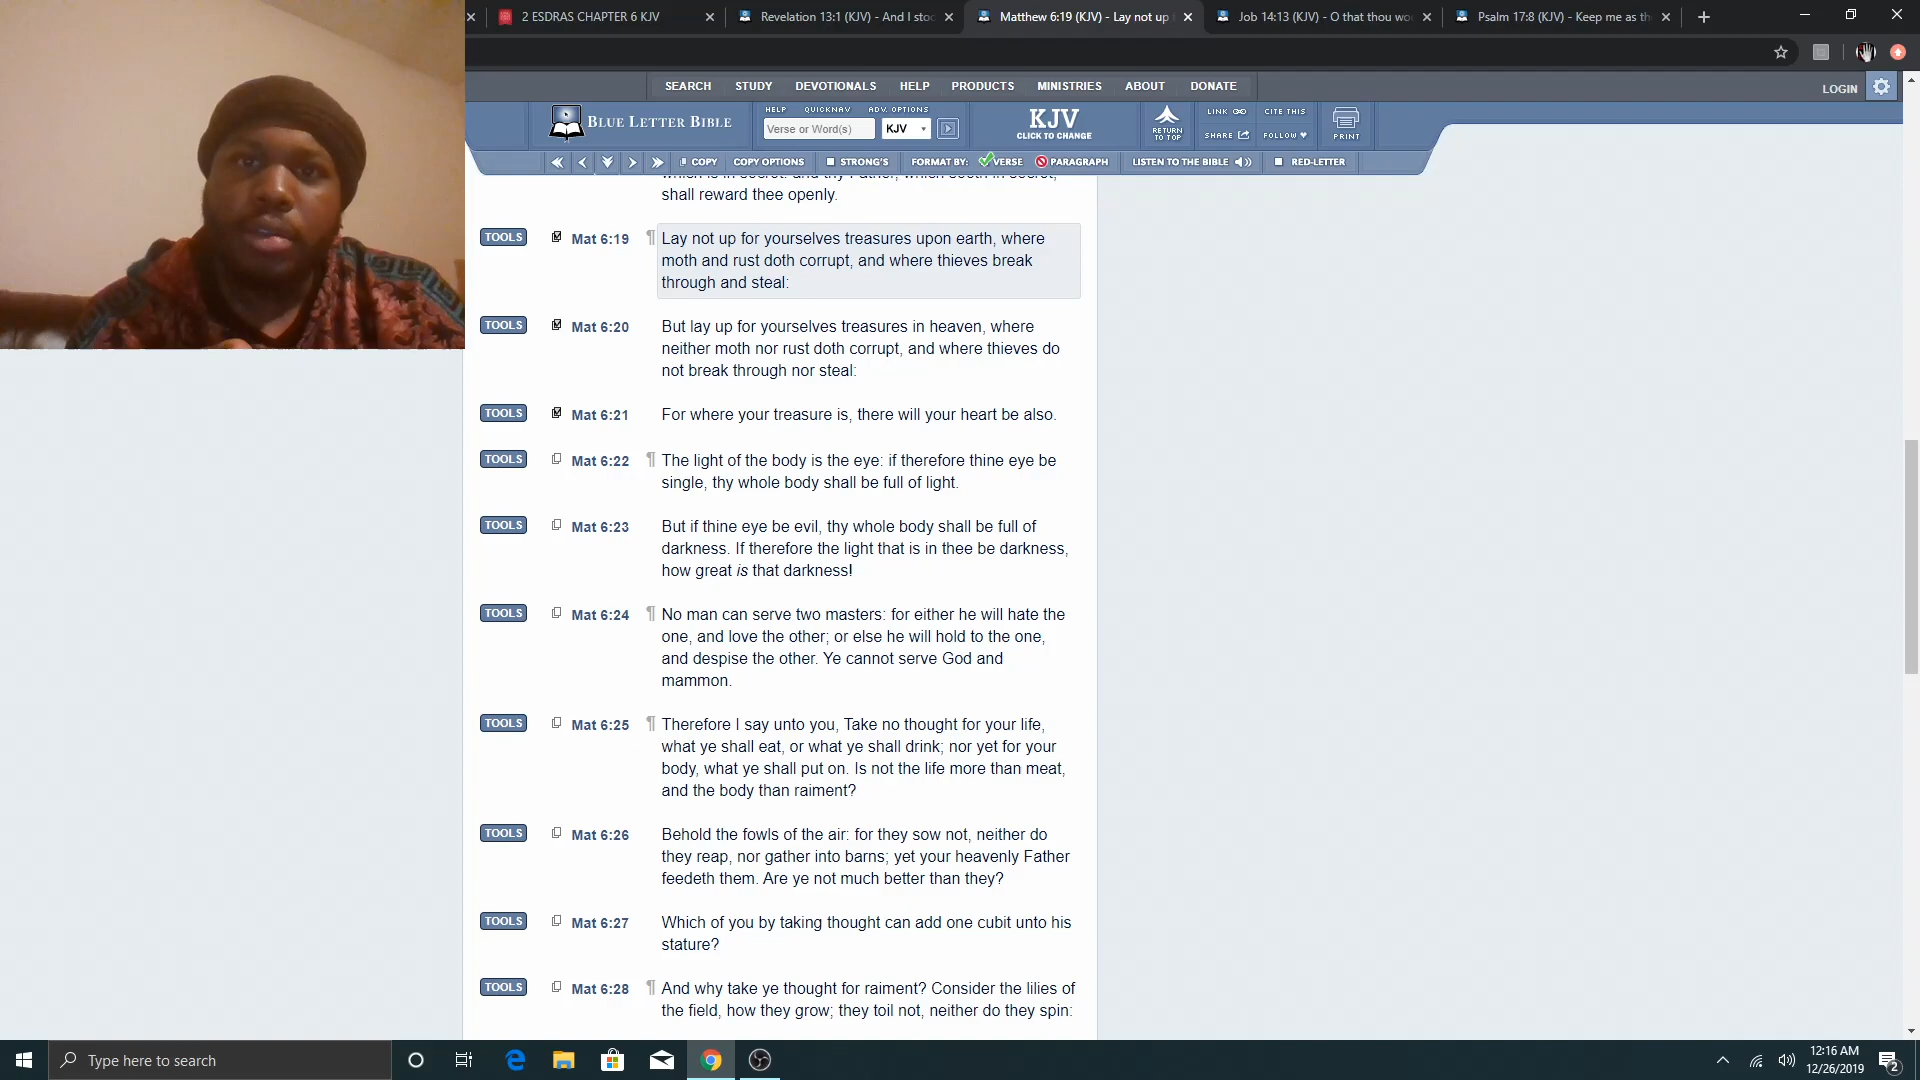 2 ESDRAS CHAPTER 6 KJV
Revelation 13:1 (KJV) - And I stoo
Matthew 6:19 (KJV) - Lay not up
Job 14:13 (KJV) - O that thou wo
Psalm 17:8 (KJV) - Keep me as th
SEARCH STUDY DEVOTIONALS HELP PRODUCTS MINISTRIES ABOUT DONATE
LOGIN
BLUE LETTER BIBLE
HELP QUICKNAV ADV. OPTIONS
Verse or Word(s) KJV
KJV
CLICK TO CHANGE
RETURN
TO TOP
LINK CITE THIS
SHARE FOLLOW
PRINT
COPY COPY OPTIONS STRONG'S FORMAT BY: VERSE PARAGRAPH LISTEN TO THE BIBLE RED-LETTER
which is in secret: and thy Father, which seeth in secret,
shall reward thee openly.
TOOLS Mat 6:19 ¶ Lay not up for yourselves treasures upon earth, where
moth and rust doth corrupt, and where thieves break
through and steal:
TOOLS Mat 6:20 But lay up for yourselves treasures in heaven, where
neither moth nor rust doth corrupt, and where thieves do
not break through nor steal:
TOOLS Mat 6:21 For where your treasure is, there will your heart be also.
TOOLS Mat 6:22 ¶ The light of the body is the eye: if therefore thine eye be
single, thy whole body shall be full of light.
TOOLS Mat 6:23 But if thine eye be evil, thy whole body shall be full of
darkness. If therefore the light that is in thee be darkness,
how great is that darkness!
TOOLS Mat 6:24 ¶ No man can serve two masters: for either he will hate the
one, and love the other; or else he will hold to the one,
and despise the other. Ye cannot serve God and
mammon.
TOOLS Mat 6:25 ¶ Therefore I say unto you, Take no thought for your life,
what ye shall eat, or what ye shall drink; nor yet for your
body, what ye shall put on. Is not the life more than meat,
and the body than raiment?
TOOLS Mat 6:26 Behold the fowls of the air: for they sow not, neither do
they reap, nor gather into barns; yet your heavenly Father
feedeth them. Are ye not much better than they?
TOOLS Mat 6:27 Which of you by taking thought can add one cubit unto his
stature?
TOOLS Mat 6:28 ¶ And why take ye thought for raiment? Consider the lilies of
the field, how they grow; they toil not, neither do they spin:
Type here to search
12:16 AM
12/26/2019
2